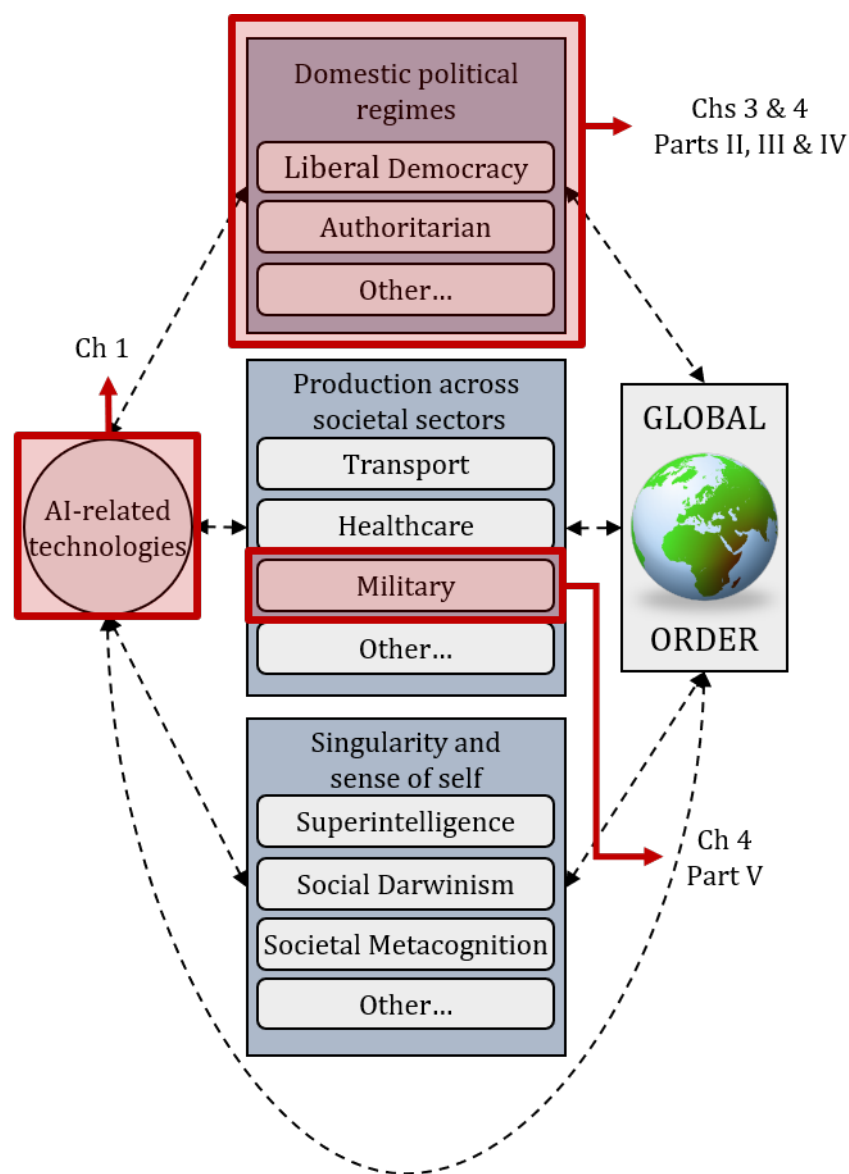 Domestic political
regimes
Liberal Democracy
Authoritarian
Other…
Chs 3 & 4
Parts II, III & IV
Ch 1
AI-related
technologies
Production across
societal sectors
Transport
Healthcare
Military
Other…
GLOBAL
ORDER
Singularity and
sense of self
Superintelligence
Social Darwinism
Societal Metacognition
Other…
Ch 4
Part V